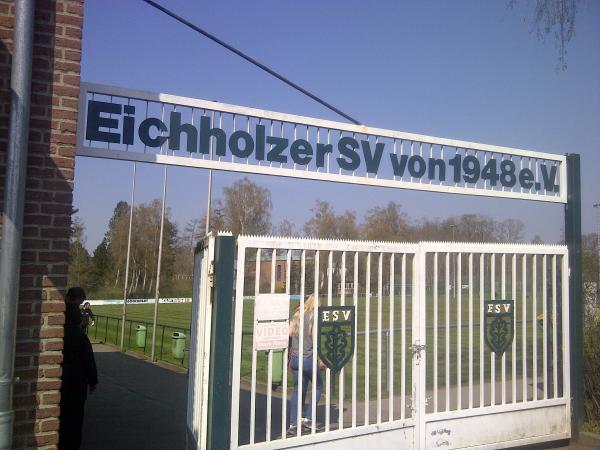 Eichholzer SV von 1948 e.V.
ESV
ESV
VIDEO